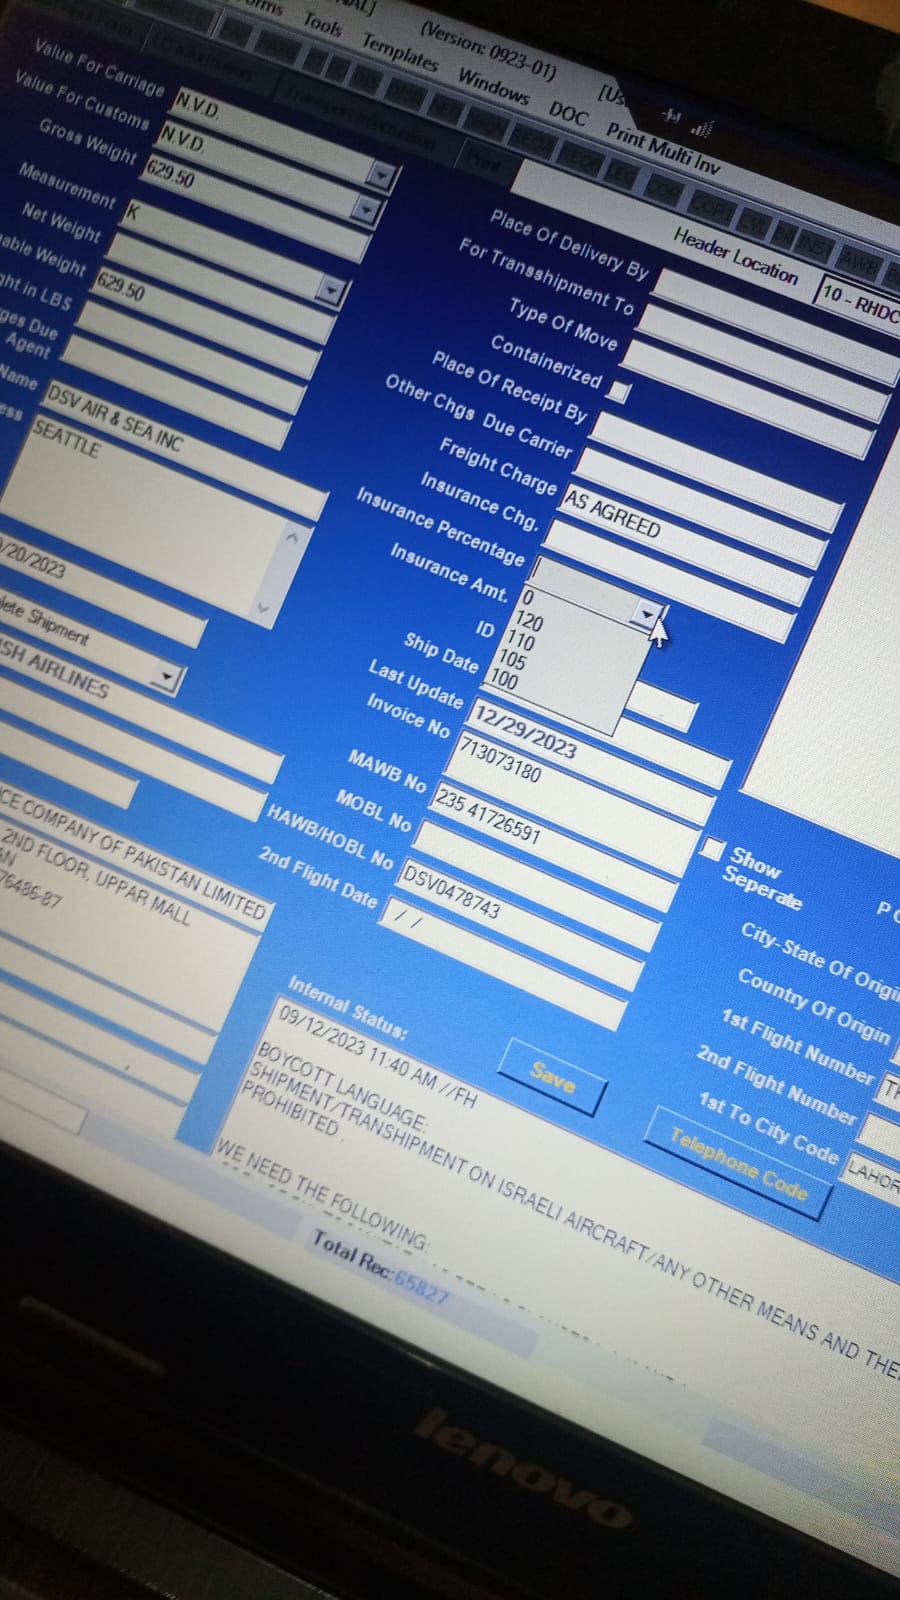 NAL]
(Version: 0923-01)
[Us
orms Tools Templates Windows DOC Print Multi Inv
Header Location
10 - RHDC
Value For Carriage N.V.D.
Value For Customs N.V.D.
Gross Weight 629.50
Measurement K
Net Weight
able Weight 629.50
ght in LBS
ges Due
Agent
Name DSV AIR & SEA INC
ess SEATTLE
/20/2023
lete Shipment
SH AIRLINES
CE COMPANY OF PAKISTAN LIMITED
2ND FLOOR, UPPAR MALL
AN
76486-87
Place Of Delivery By
For Transshipment To
Type Of Move
Containerized
Place Of Receipt By
Other Chgs Due Carrier
Freight Charge AS AGREED
Insurance Chg.
Insurance Percentage
Insurance Amt.
0
120
110
105
100
ID
Ship Date
Last Update 12/29/2023
Invoice No 713073180
MAWB No 235 41726591
MOBL No
HAWB/HOBL No DSV0478743
2nd Flight Date / /
Show
Seperate
P O
City-State Of Origi
Country Of Origin
1st Flight Number
2nd Flight Number
1st To City Code LAHOR
Internal Status:
Save
Telephone Code
09/12/2023 11:40 AM //FH
BOYCOTT LANGUAGE:
SHIPMENT/TRANSHIPMENT ON ISRAELI AIRCRAFT/ANY OTHER MEANS AND THE
PROHIBITED .
WE NEED THE FOLLOWING:
Total Rec:65827
lenovo